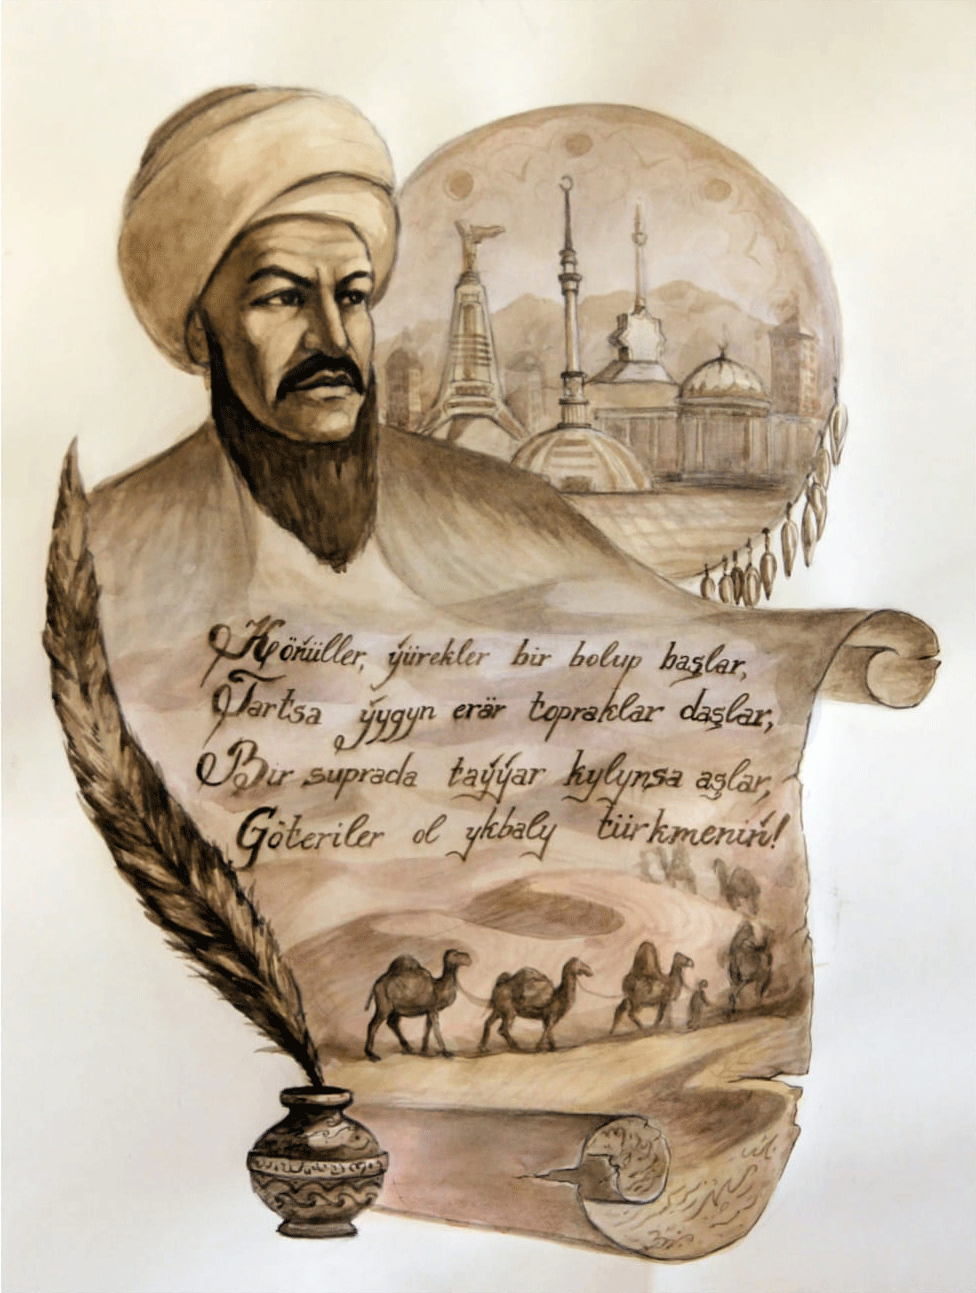 Köňüller, ýürekler bir bolup başlar,
Tartsa ýygyn erär topraklar daşlar,
Bir suprada taýýar kylynsa aşlar,
Göteriler ol ykbaly türkmeniň!